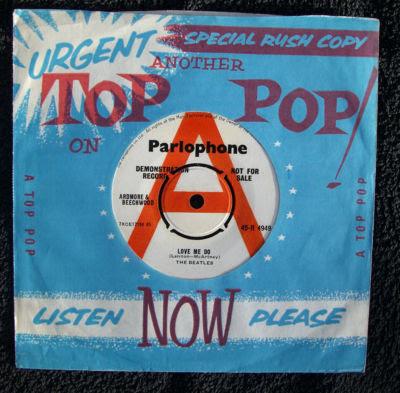 URGENT
SPECIAL RUSH COPY
ANOTHER
TOP POP!
ON
Parlophone
DEMONSTRATION
RECORD
NOT FOR
SALE
ARDMORE &
BEECHWOOD
45-R 4949
LOVE ME DO
(Lennon—McArtney)
THE BEATLES
A TOP POP
A TOP POP
LISTEN NOW PLEASE